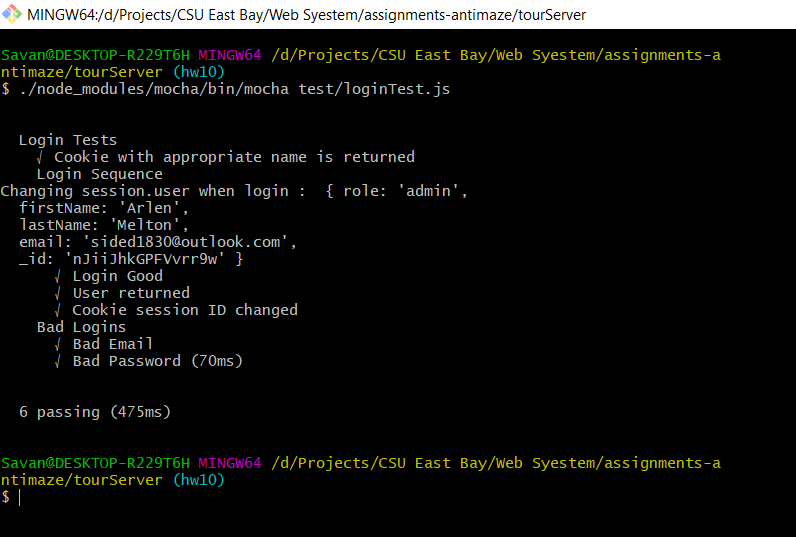 MINGW64:/d/Projects/CSU East Bay/Web Syestem/assignments-antimaze/tourServer
Savan@DESKTOP-R229T6H MINGW64 /d/Projects/CSU East Bay/Web Syestem/assignments-a
ntimaze/tourServer (hw10)
$ ./node_modules/mocha/bin/mocha test/loginTest.js
Login Tests
√ Cookie with appropriate name is returned
Login Sequence
Changing session.user when login :  { role: 'admin',
firstName: 'Arlen',
lastName: 'Melton',
email: 'sided1830@outlook.com',
_id: 'nJiiJhkGPFVvrr9w' }
√ Login Good
√ User returned
√ Cookie session ID changed
Bad Logins
√ Bad Email
√ Bad Password (70ms)
6 passing (475ms)
Savan@DESKTOP-R229T6H MINGW64 /d/Projects/CSU East Bay/Web Syestem/assignments-a
ntimaze/tourServer (hw10)
$